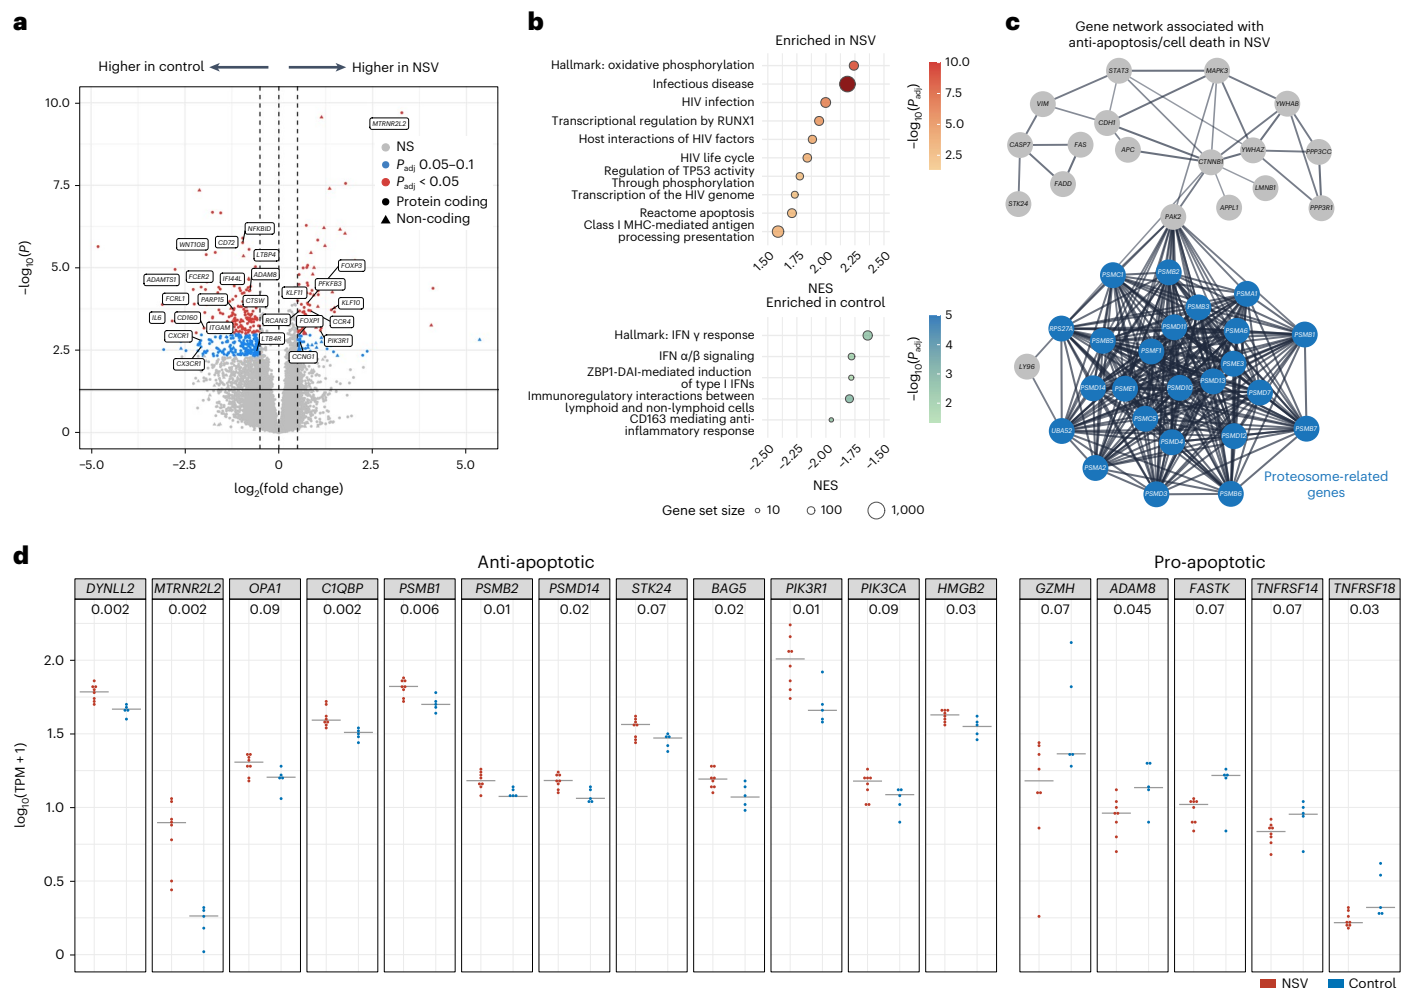 a
Higher in control
Higher in NSV
−log10(P)
10.0
7.5
5.0
2.5
0
−5.0
−2.5
0
2.5
5.0
log2(fold change)
NS
Padj 0.05–0.1
Padj < 0.05
Protein coding
Non-coding
MTRNR2L2
NFKBID
WNT10B
CD72
LTBP4
FOXP3
ADAMTS1
FCER2
IFI44L
ADAM8
PFKFB3
FCRL1
PARP15
CTSW
KLF11
KLF10
IL6
CD160
ITGAM
RCAN3
FOXP1
CCR4
CXCR1
LTB4R
PIK3R1
CX3CR1
CCNG1
b
Enriched in NSV
Hallmark: oxidative phosphorylation
Infectious disease
HIV infection
Transcriptional regulation by RUNX1
Host interactions of HIV factors
HIV life cycle
Regulation of TP53 activity
Through phosphorylation
Transcription of the HIV genome
Reactome apoptosis
Class I MHC-mediated antigen
processing presentation
1.50
1.75
2.00
2.25
2.50
NES
−log10(Padj)
10.0
7.5
5.0
2.5
Enriched in control
Hallmark: IFN γ response
IFN α/β signaling
ZBP1-DAI-mediated induction
of type I IFNs
Immunoregulatory interactions between
lymphoid and non-lymphoid cells
CD163 mediating anti-
inflammatory response
−2.50
−2.25
−2.00
−1.75
−1.50
NES
−log10(Padj)
5
4
3
2
Gene set size
10
100
1,000
c
Gene network associated with
anti-apoptosis/cell death in NSV
STAT3
MAPK3
VIM
YWHAB
CDH1
CASP7
FAS
APC
CTNNB1
YWHAZ
PPP3CC
FADD
LMNB1
STK24
APPL1
PPP3R1
PAK2
PSMC1
PSMB2
PSMA1
PSMB3
RPS27A
PSMD11
PSMA6
PSMB1
PSMB5
PSMF1
PSME3
LY96
PSMD14
PSME1
PSMD10
PSMD13
PSMD7
PSMC5
UBA52
PSMD4
PSMD12
PSMB7
PSMA2
PSMD3
PSMB6
Proteosome-related
genes
d
Anti-apoptotic
Pro-apoptotic
DYNLL2
MTRNR2L2
OPA1
C1QBP
PSMB1
PSMB2
PSMD14
STK24
BAG5
PIK3R1
PIK3CA
HMGB2
GZMH
ADAM8
FASTK
TNFRSF14
TNFRSF18
0.002
0.002
0.09
0.002
0.006
0.01
0.02
0.07
0.02
0.01
0.09
0.03
0.07
0.045
0.07
0.07
0.03
log10(TPM + 1)
2.0
1.5
1.0
0.5
0
NSV
Control